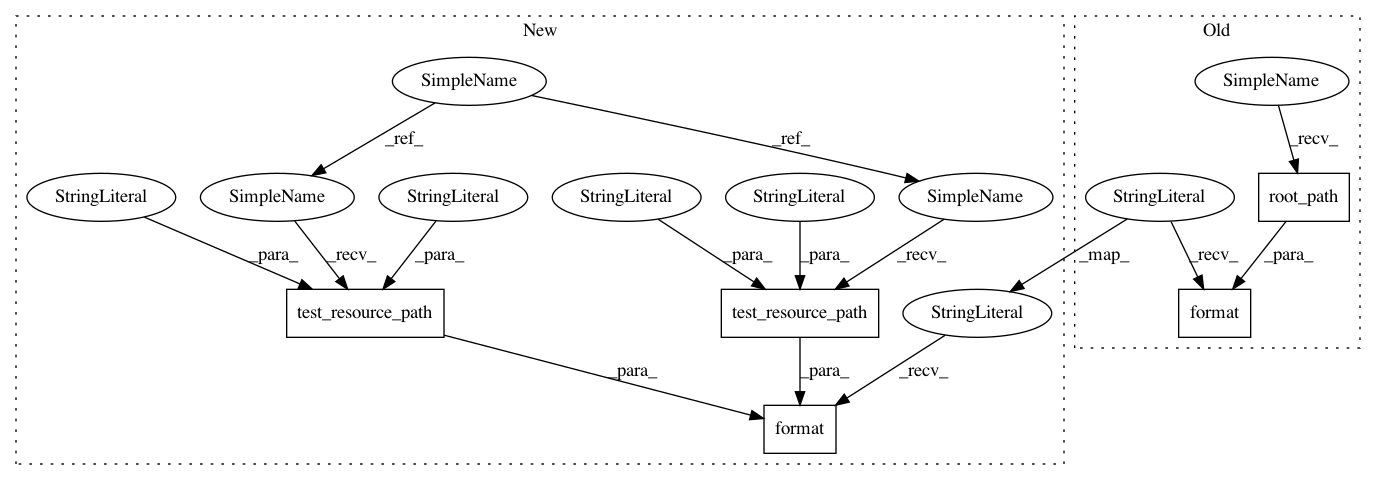 New
Old
SimpleName
SimpleName
_ref_
_ref_
_recv_
StringLiteral
SimpleName
StringLiteral
StringLiteral
StringLiteral
SimpleName
StringLiteral
root_path
_para_
_recv_
_para_
_para_
_para_
_recv_
_map_
_recv_
_para_
test_resource_path
test_resource_path
StringLiteral
format
_para_
_para_
_recv_
format